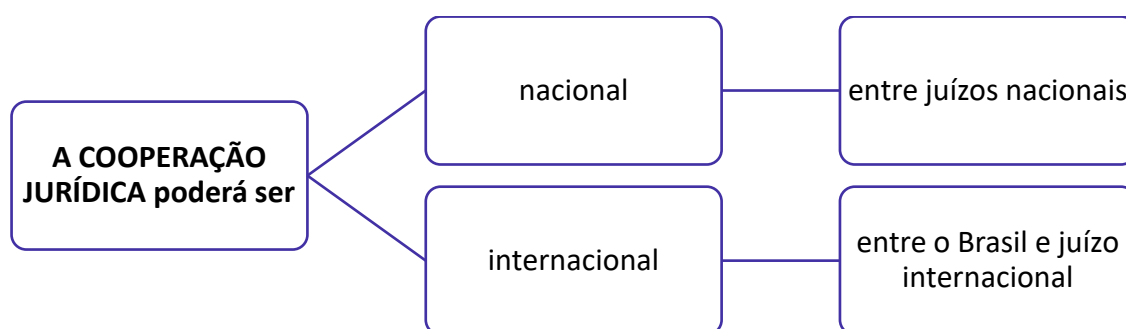 A COOPERAÇÃO
JURÍDICA poderá ser
nacional
entre juízos nacionais
internacional
entre o Brasil e juízo
internacional